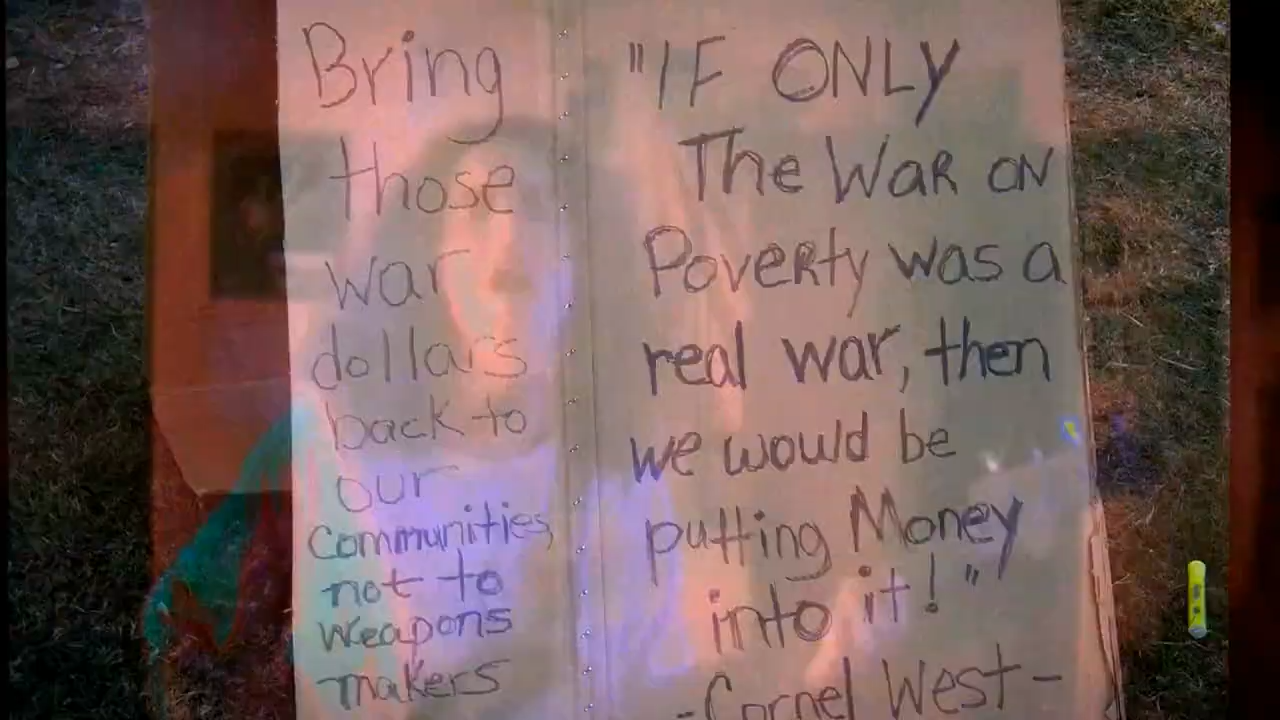 Bring
those
war
dollars
back to
our
Communities,
not to
weapons
makers
"IF ONLY
The WAR ON
Poverty was a
real war, then
we would be
putting Money
into it!"
-Cornel West-